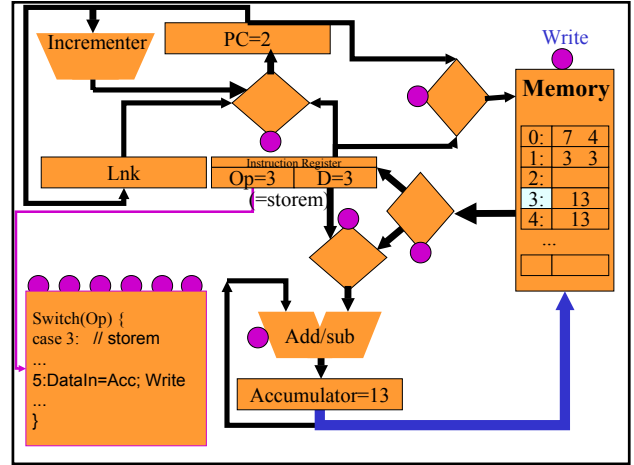 Incrementer
PC=2
Write
Memory
0: 7 4
1: 3 3
2:
3: 13
4: 13
...
Lnk
Instruction Register
Op=3 D=3
(=storem)
Switch(Op) {
case 3: // storem
...
5:DataIn=Acc; Write
...
}
Add/sub
Accumulator=13